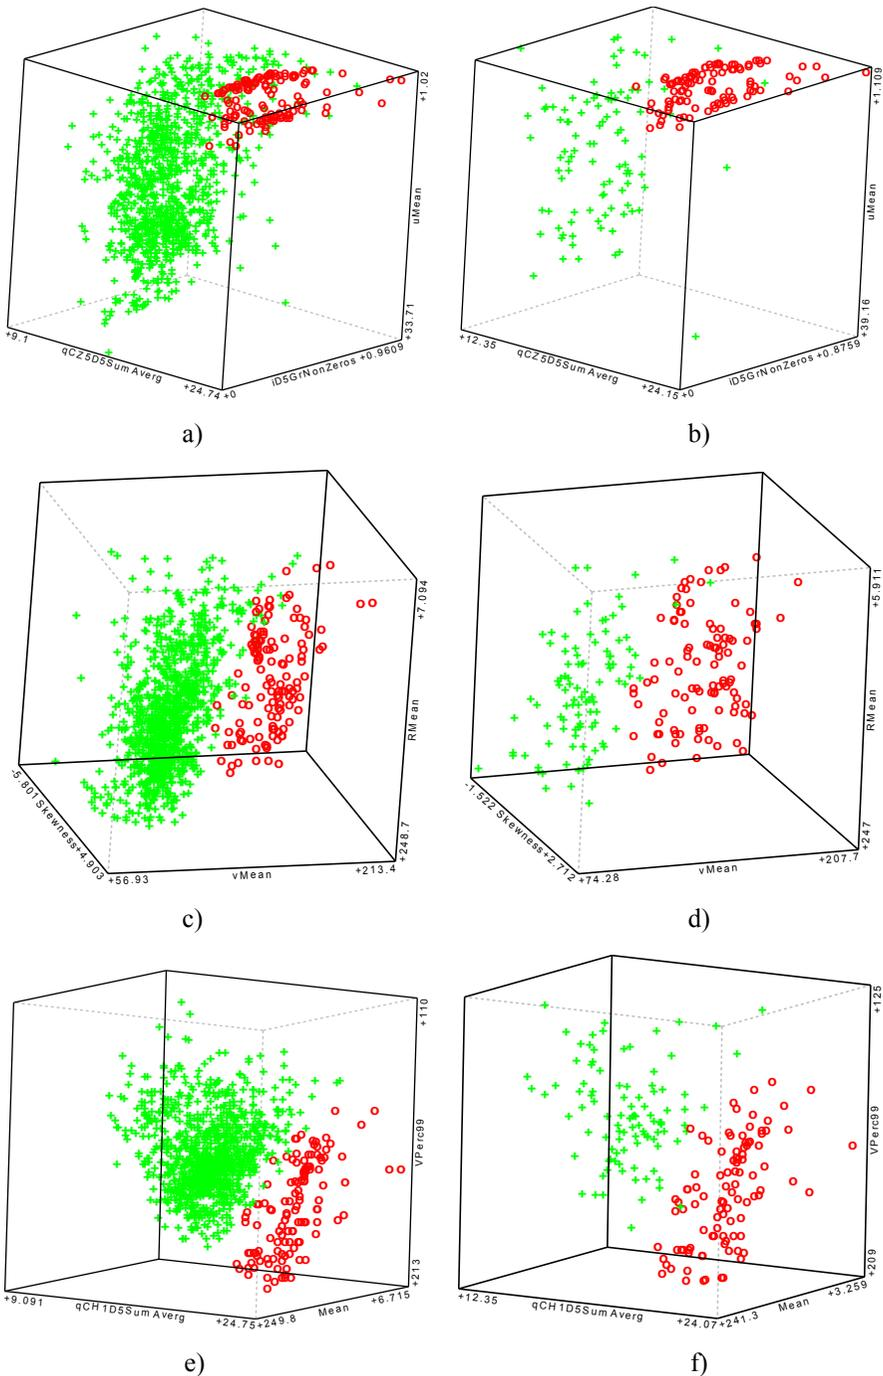 +1.02
uMean
+33.71
+9.1
qCZ5D5SumAverg
+24.74
+0
iD5GrNonZeros
+0.9609
a)
+1.109
uMean
+39.16
+12.35
qCZ5D5SumAverg
+24.15
+0
iD5GrNonZeros
+0.8759
b)
+7.094
RMean
+248.7
-5.801
Skewness
+4.903
+56.93
vMean
+213.4
c)
+5.911
RMean
+247
-1.522
Skewness
+2.712
+74.28
vMean
+207.7
d)
+110
VPerc99
+213
+9.091
qCH1D5SumAverg
+24.75
+249.8
Mean
+6.715
e)
+125
VPerc99
+209
+12.35
qCH1D5SumAverg
+24.07
+241.3
Mean
+3.259
f)